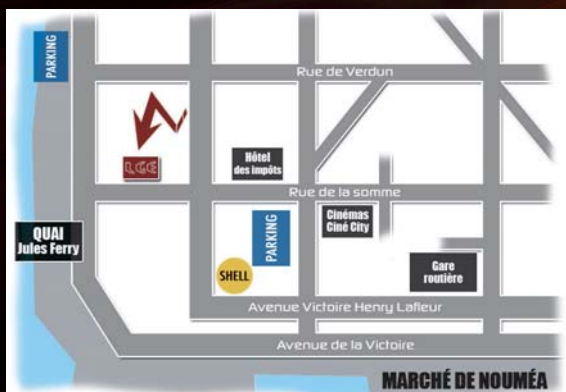 PARKING
Rue de Verdun
LGE
Hôtel
des impôts
Rue de la somme
QUAI
Jules Ferry
PARKING
Cinémas
Ciné City
SHELL
Gare
routière
Avenue Victoire Henry Lafleur
Avenue de la Victoire
MARCHÉ DE NOUMÉA